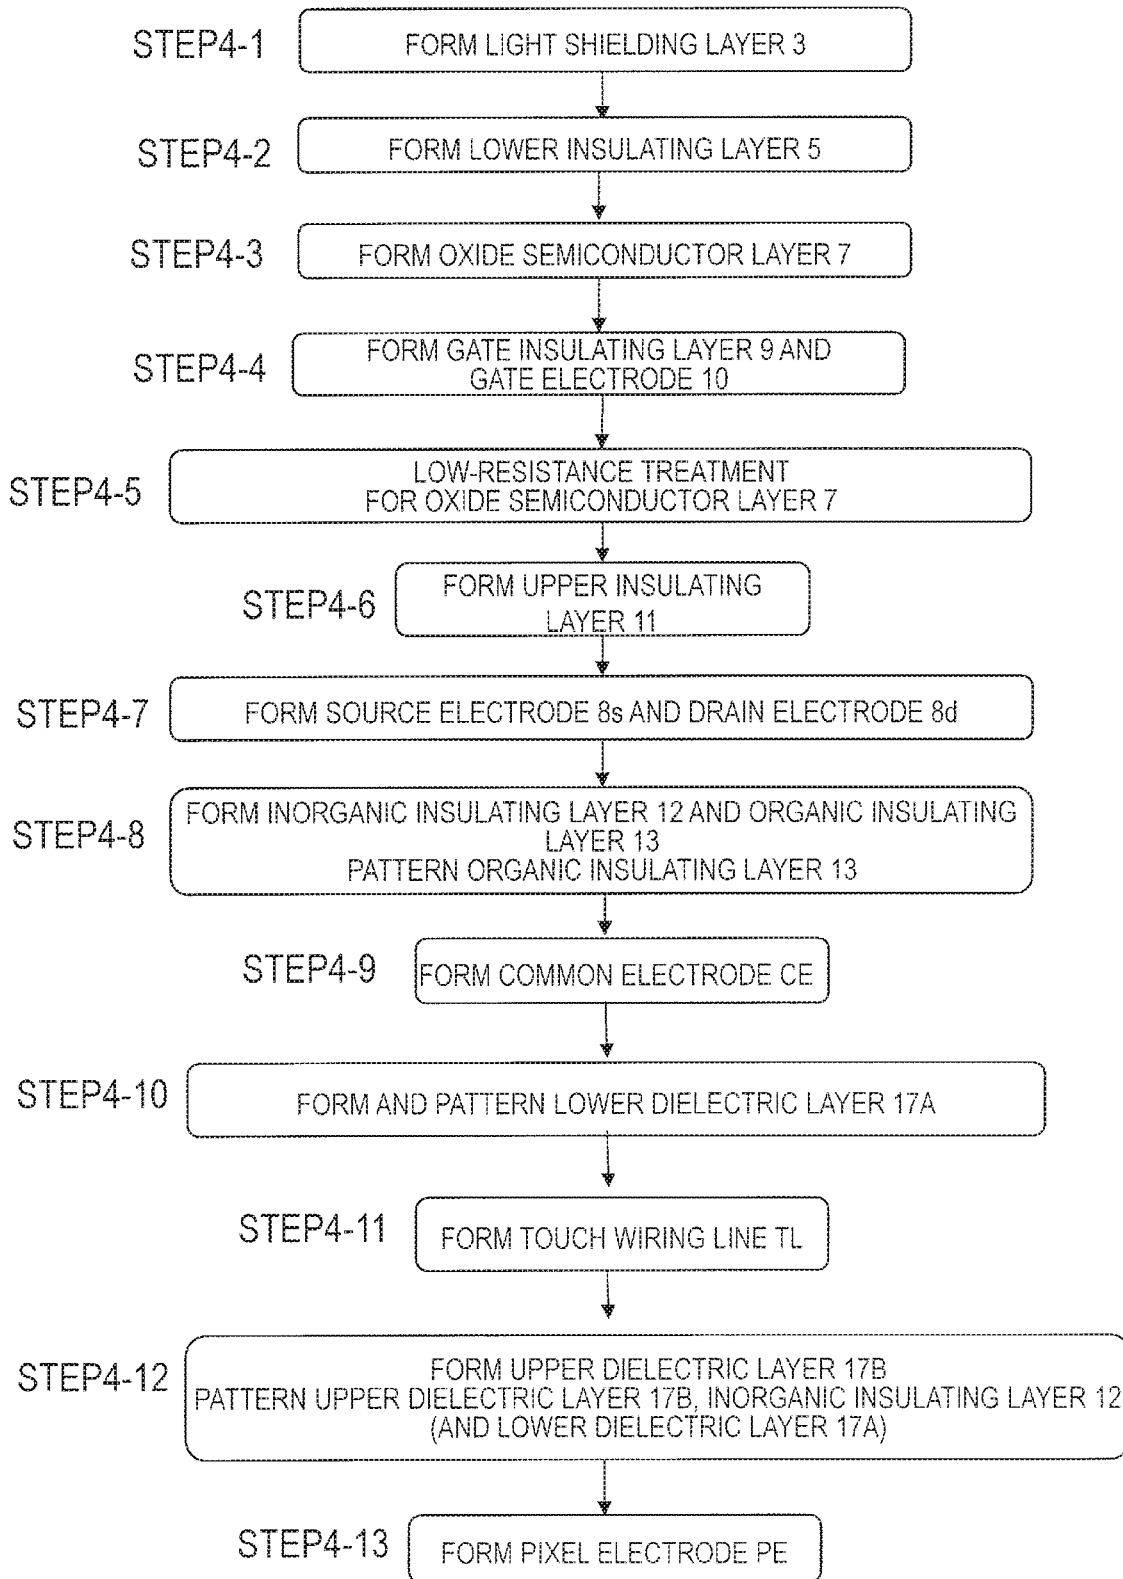 STEP4-1
FORM LIGHT SHIELDING LAYER 3
STEP4-2
FORM LOWER INSULATING LAYER 5
STEP4-3
FORM OXIDE SEMICONDUCTOR LAYER 7
STEP4-4
FORM GATE INSULATING LAYER 9 AND
GATE ELECTRODE 10
STEP4-5
LOW-RESISTANCE TREATMENT
FOR OXIDE SEMICONDUCTOR LAYER 7
STEP4-6
FORM UPPER INSULATING
LAYER 11
STEP4-7
FORM SOURCE ELECTRODE 8s AND DRAIN ELECTRODE 8d
STEP4-8
FORM INORGANIC INSULATING LAYER 12 AND ORGANIC INSULATING
LAYER 13
PATTERN ORGANIC INSULATING LAYER 13
STEP4-9
FORM COMMON ELECTRODE CE
STEP4-10
FORM AND PATTERN LOWER DIELECTRIC LAYER 17A
STEP4-11
FORM TOUCH WIRING LINE TL
STEP4-12
FORM UPPER DIELECTRIC LAYER 17B
PATTERN UPPER DIELECTRIC LAYER 17B, INORGANIC INSULATING LAYER 12
(AND LOWER DIELECTRIC LAYER 17A)
STEP4-13
FORM PIXEL ELECTRODE PE